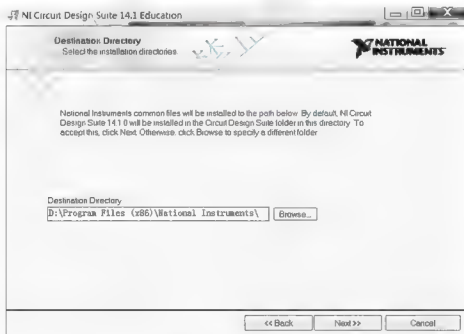 NI Circuit Design Suite 14.1 Education
Destination Directory
Select the installation directories.
NATIONAL
INSTRUMENTS
National Instruments common files will be installed to the path below. By default, NI Circuit
Design Suite 14.1.0 will be installed in the Circuit Design Suite folder in this directory. To
accept this, click Next. Otherwise, click Browse to specify a different folder
Destination Directory
D:\Program Files (x86)\National Instruments\
Browse...
<< Back
Next >>
Cancel